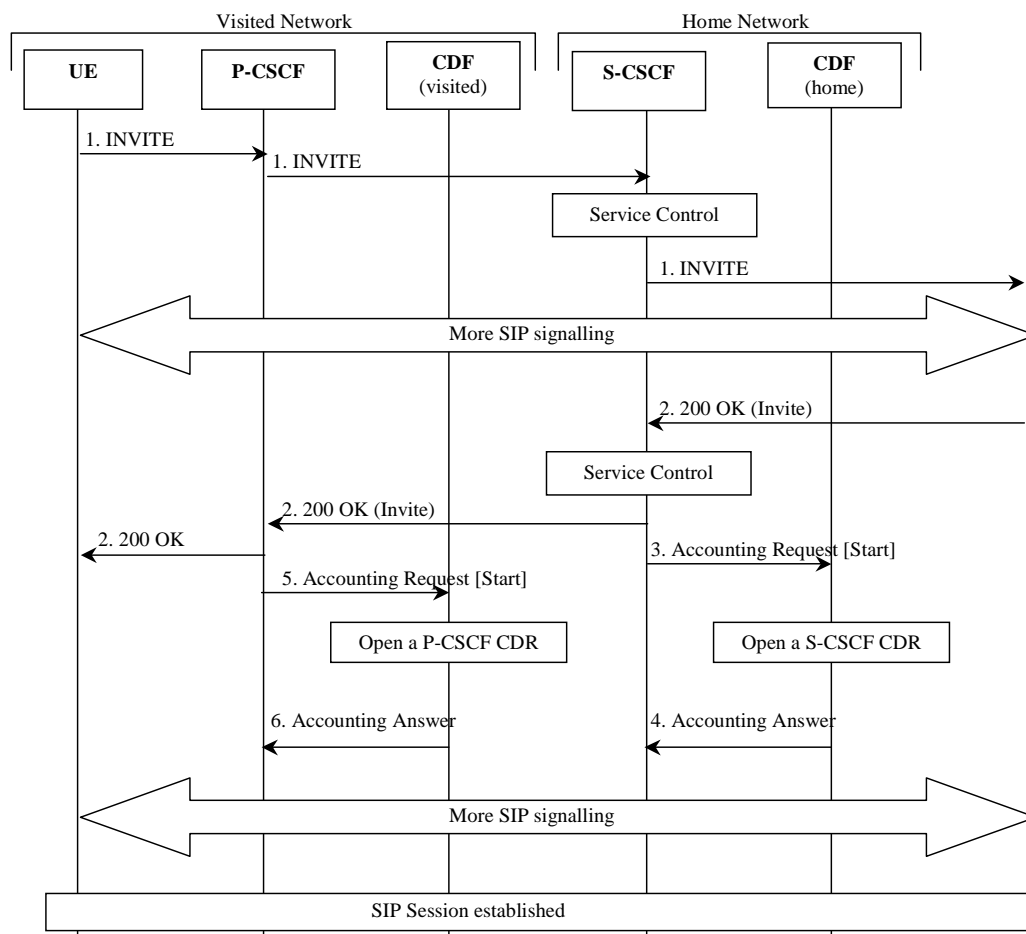 Visited Network
Home Network
UE
P-CSCF
CDF
(visited)
S-CSCF
CDF
(home)
1. INVITE
1. INVITE
Service Control
1. INVITE
More SIP signalling
2. 200 OK (Invite)
Service Control
2. 200 OK (Invite)
2. 200 OK
3. Accounting Request [Start]
5. Accounting Request [Start]
Open a P-CSCF CDR
Open a S-CSCF CDR
6. Accounting Answer
4. Accounting Answer
More SIP signalling
SIP Session established